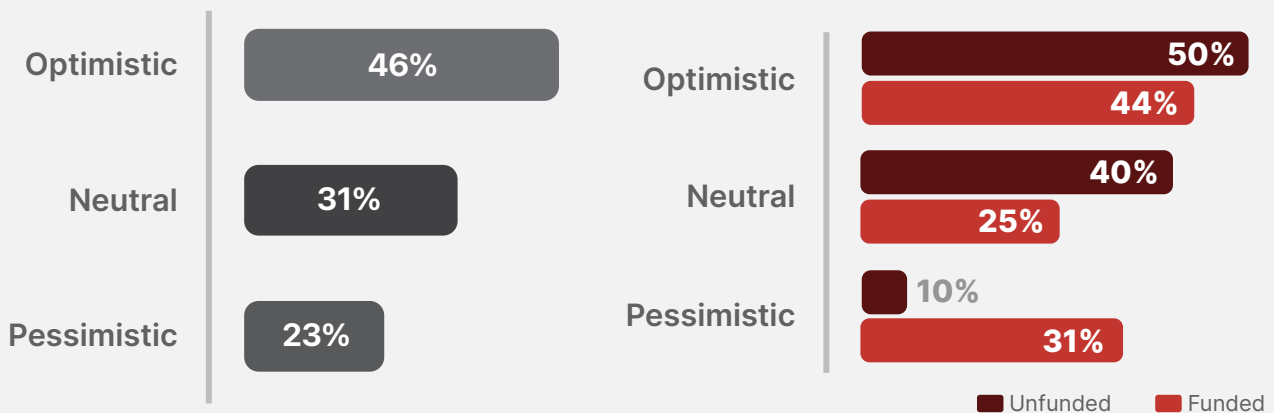 Optimistic
46%
Neutral
31%
Pessimistic
23%
Optimistic
50%
44%
Neutral
40%
25%
Pessimistic
10%
31%
Unfunded
Funded